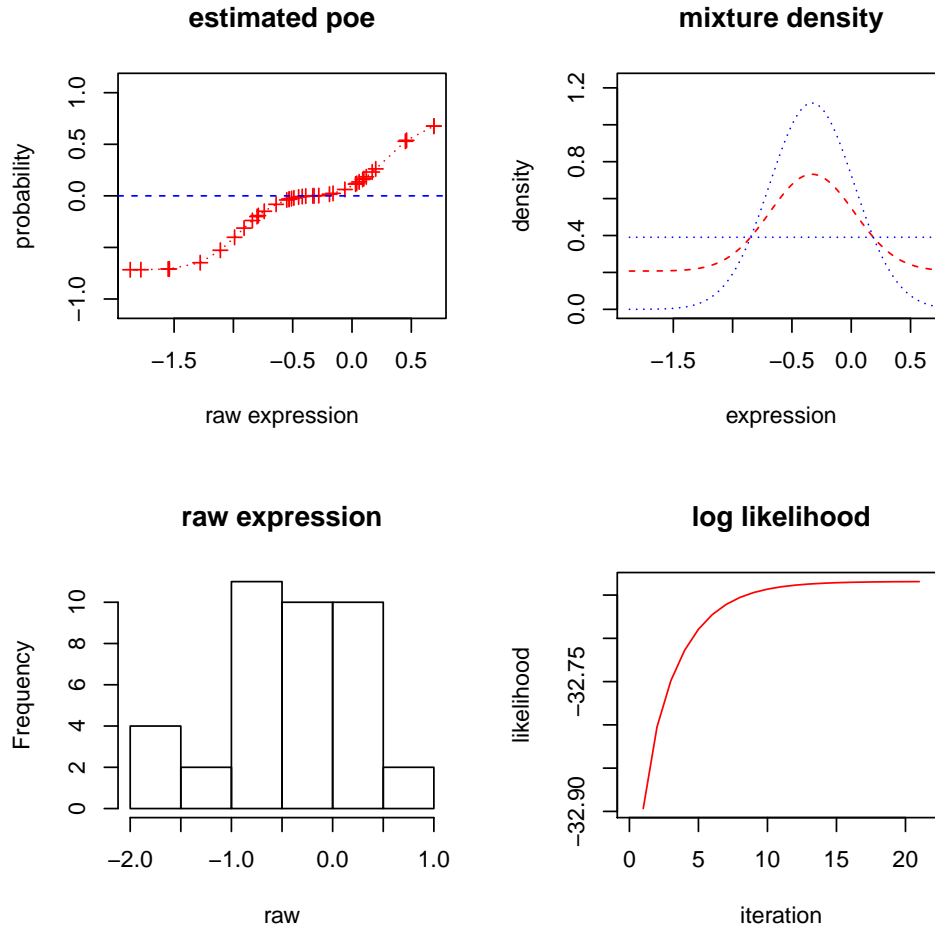 estimated poe
probability
1.0
0.5
0.0
−1.0
−1.5
−0.5
0.0
0.5
raw expression
mixture density
density
1.2
0.8
0.4
0.0
−1.5
−0.5
0.0
0.5
expression
raw expression
Frequency
10
8
6
4
2
0
−2.0
−1.0
0.0
1.0
raw
log likelihood
likelihood
−32.75
−32.90
0
5
10
15
20
iteration